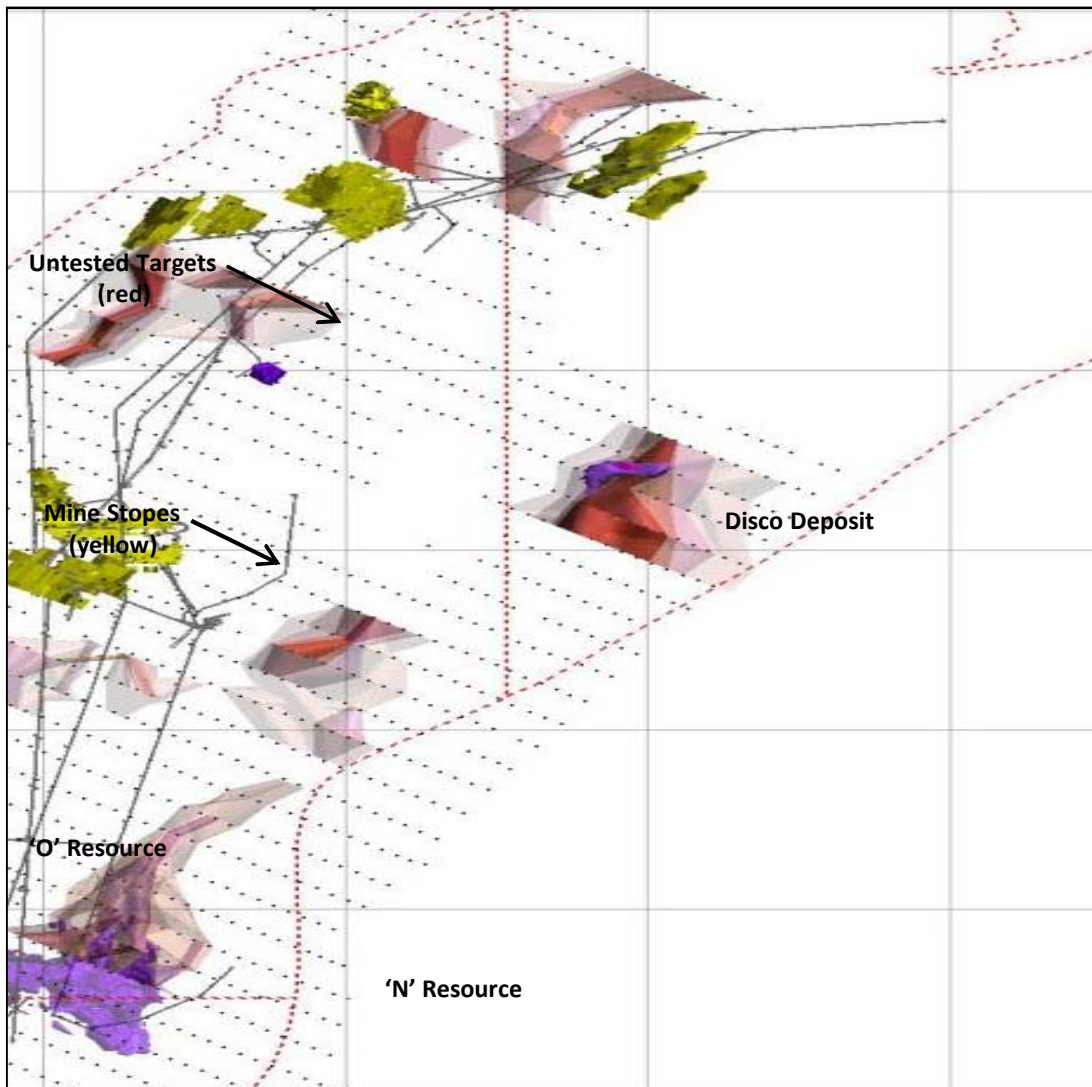 Untested Targets
(red)
Mine Stopes
(yellow)
Disco Deposit
‘O’ Resource
‘N’ Resource